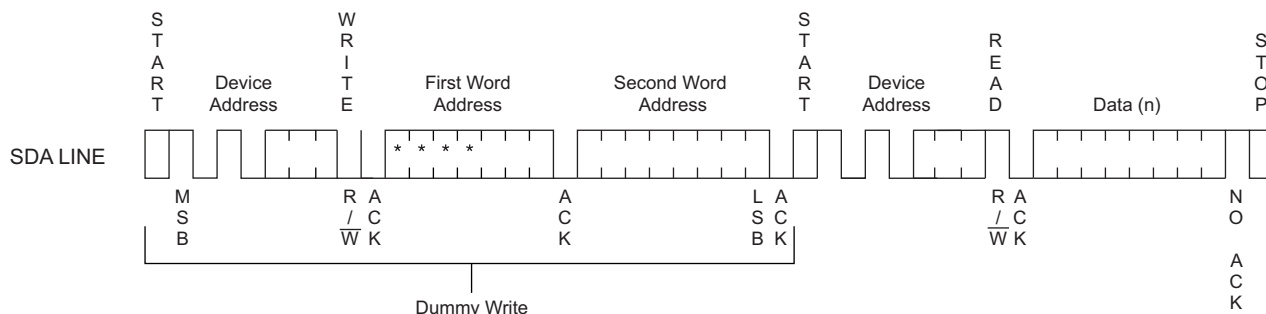 START
WRITE
START
READ
STOP
Device
Address
First Word
Address
Second Word
Address
Device
Address
Data (n)
SDA LINE
* * * *
MSB
R/W
ACK
ACK
LSB
ACK
R/W
ACK
NO ACK
Dummy Write